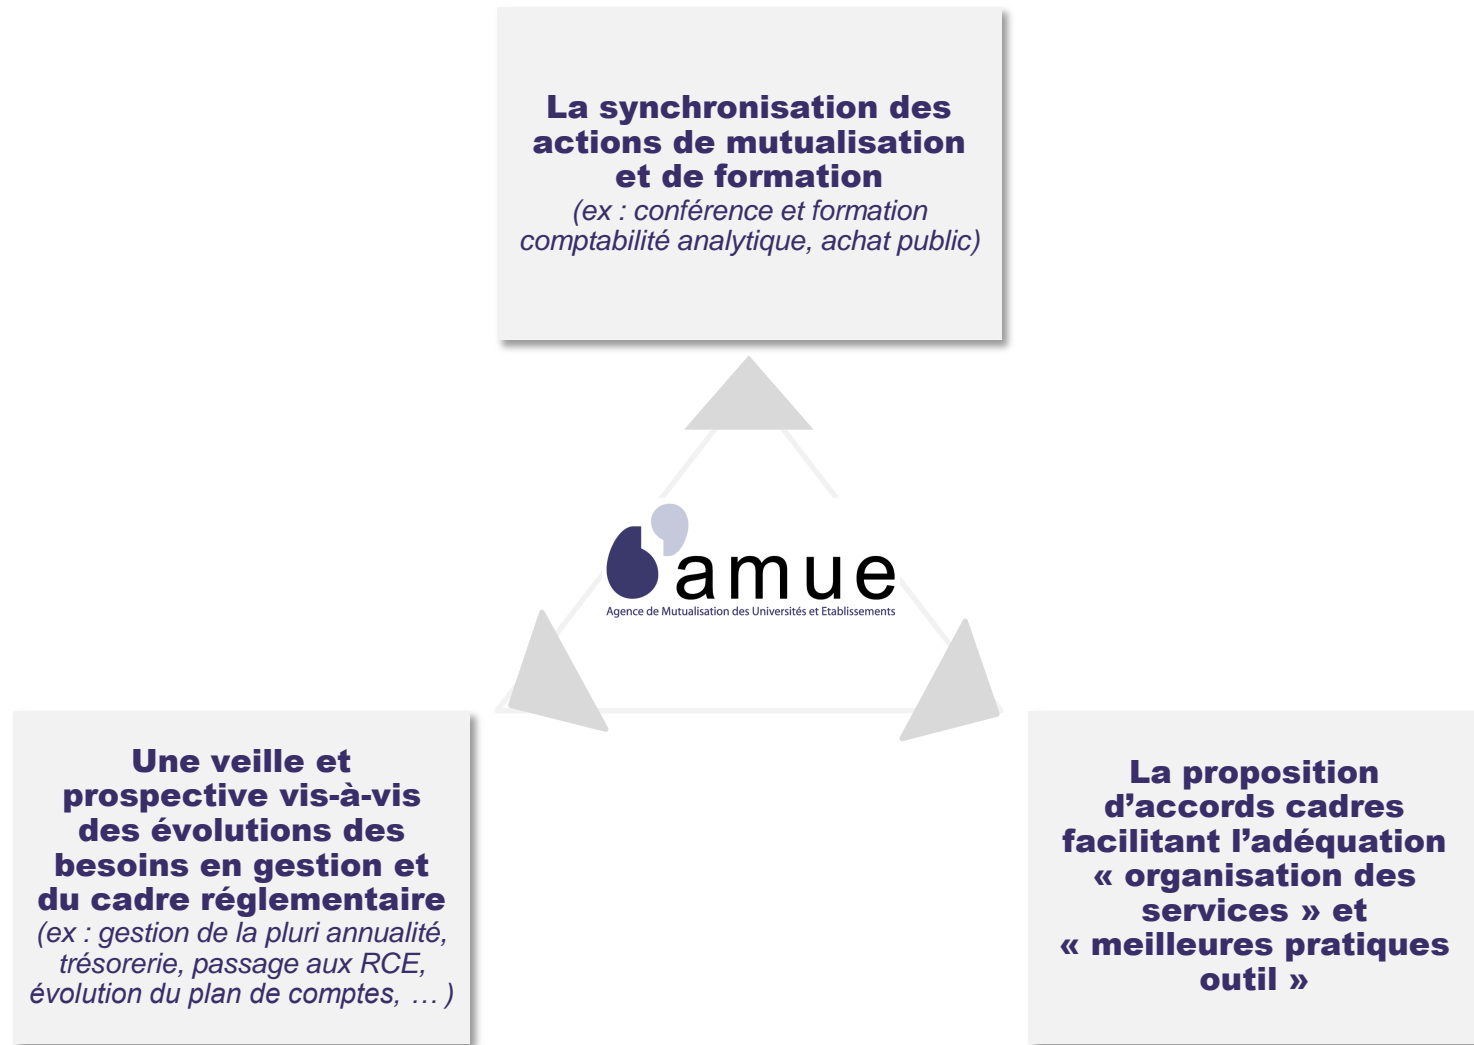 La synchronisation des
actions de mutualisation
et de formation
(ex : conférence et formation
comptabilité analytique, achat public)
amue
Agence de Mutualisation des Universités et Etablissements
Une veille et
prospective vis-à-vis
des évolutions des
besoins en gestion et
du cadre réglementaire
(ex : gestion de la pluri annualité,
trésorerie, passage aux RCE,
évolution du plan de comptes, … )
La proposition
d’accords cadres
facilitant l’adéquation
« organisation des
services » et
« meilleures pratiques
outil »